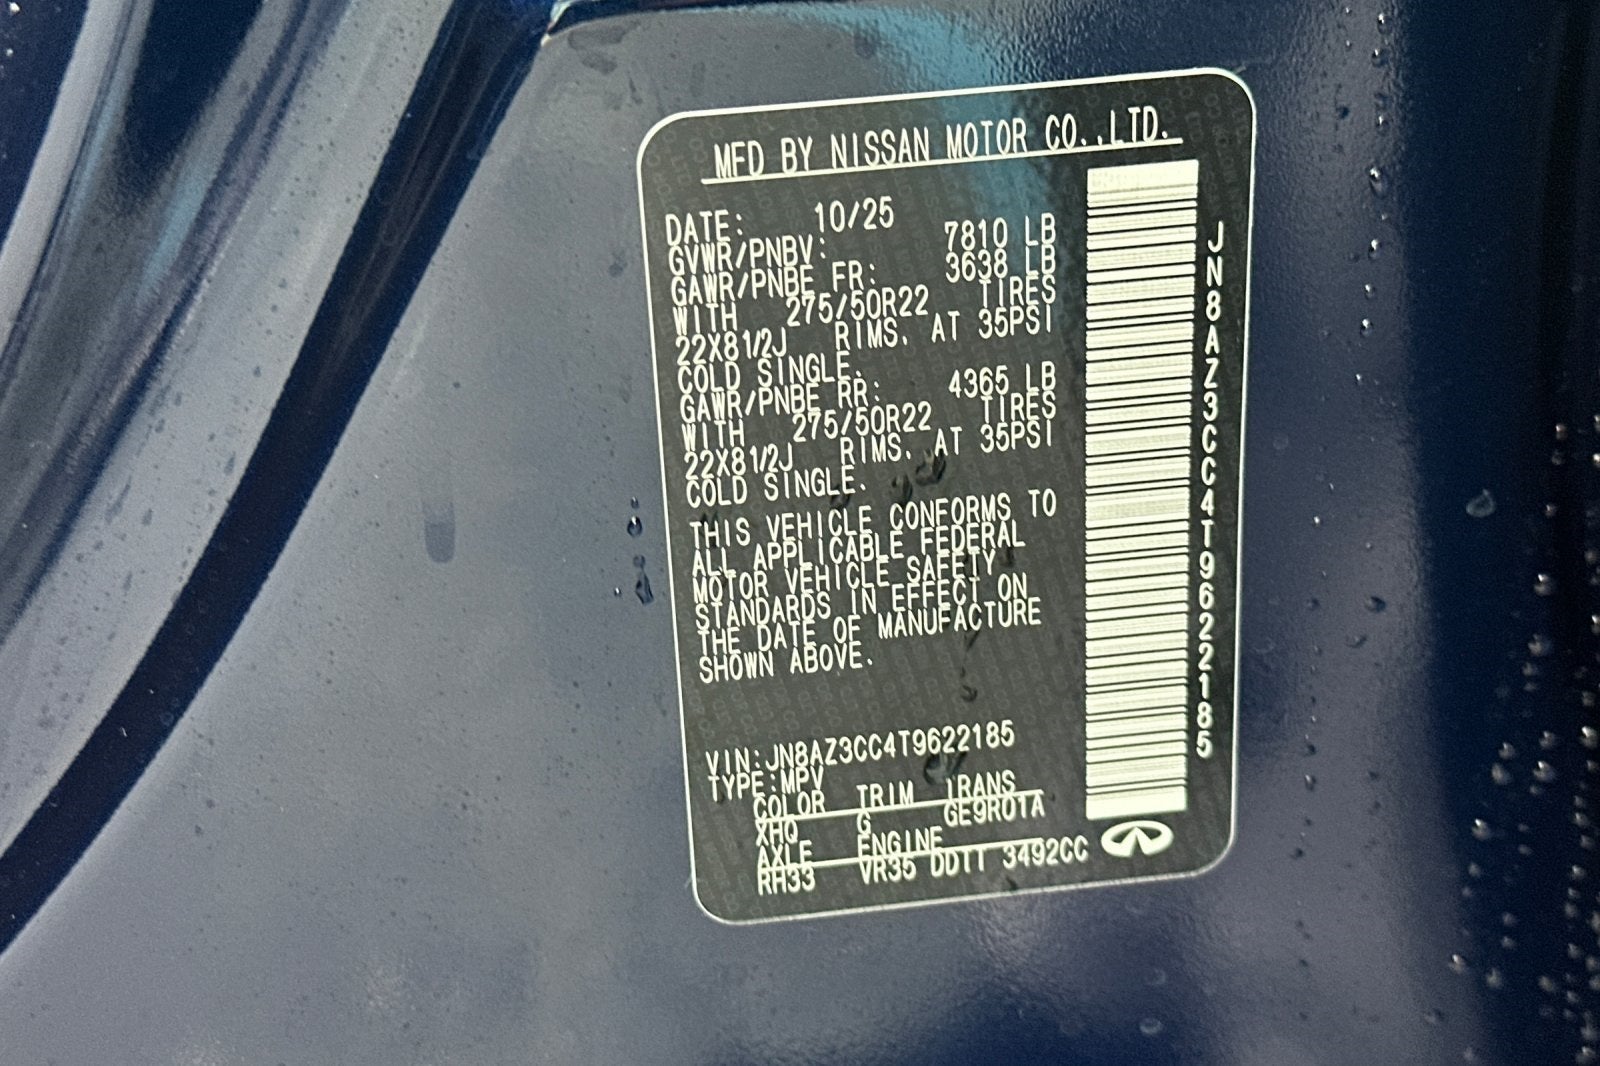 MFD BY NISSAN MOTOR CO.,LTD.
DATE: 10/25
GVWR/PNBV: 7810 LB
GAWR/PNBE FR: 3638 LB
WITH 275/50R22 TIRES
22X81/2J RIMS. AT 35PSI
COLD SINGLE.
GAWR/PNBE RR: 4365 LB
WITH 275/50R22 TIRES
22X81/2J RIMS. AT 35PSI
COLD SINGLE.
THIS VEHICLE CONFORMS TO
ALL APPLICABLE FEDERAL
MOTOR VEHICLE SAFETY
STANDARDS IN EFFECT ON
THE DATE OF MANUFACTURE
SHOWN ABOVE.
VIN:JN8AZ3CC4T9622185
TYPE:MPV
COLOR TRIM TRANS
XHQ G GE9R01A
AXLE ENGINE
RH33 VR35 DDTT 3492CC
JN8AZ3CC4T9622185